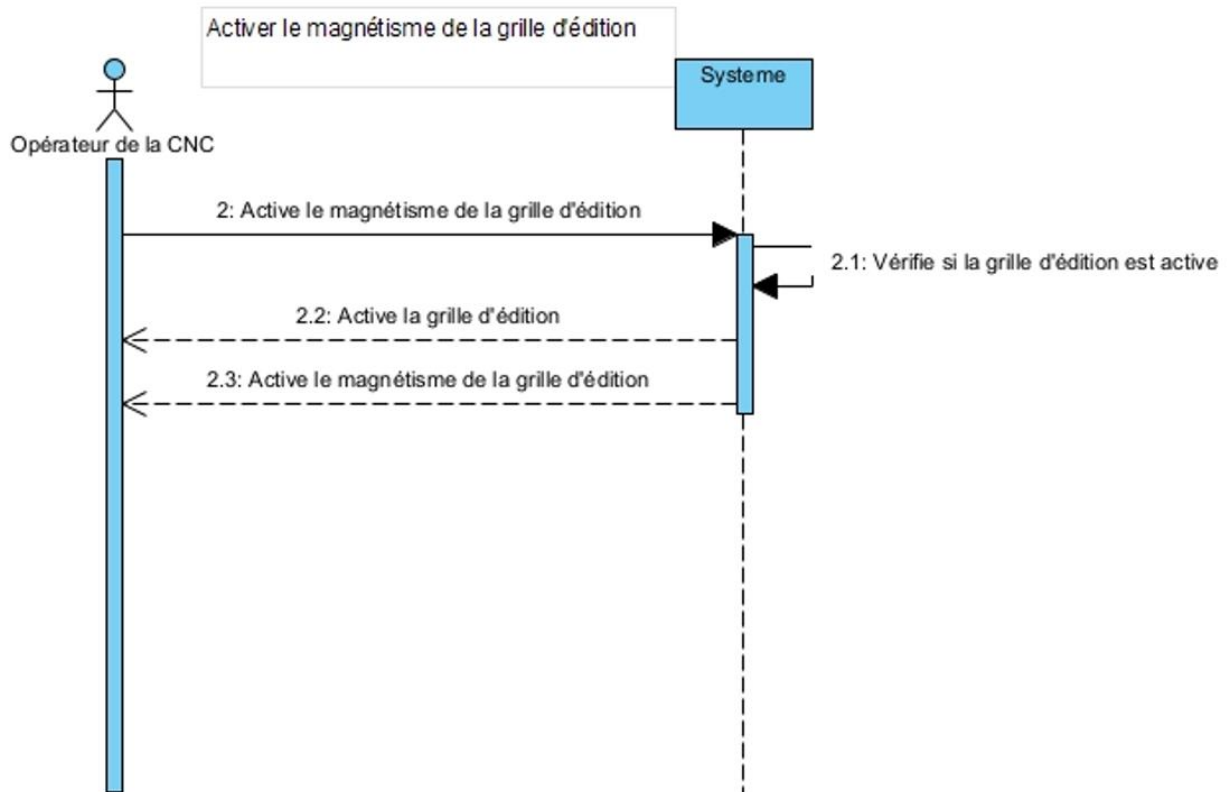 Activer le magnétisme de la grille d'édition
Systeme
Opérateur de la CNC
2: Active le magnétisme de la grille d'édition
2.1: Vérifie si la grille d'édition est active
2.2: Active la grille d'édition
2.3: Active le magnétisme de la grille d'édition